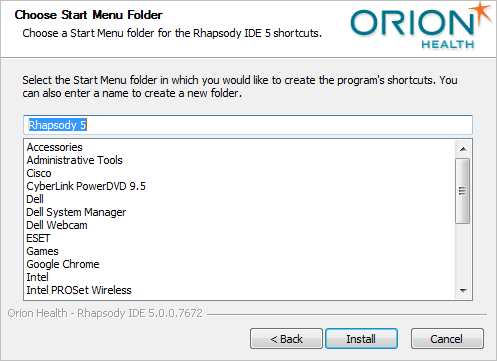 Choose Start Menu Folder
Choose a Start Menu folder for the Rhapsody IDE 5 shortcuts.
ORION
HEALTH
Select the Start Menu folder in which you would like to create the program's shortcuts. You
can also enter a name to create a new folder.
Rhapsody 5
Accessories
Administrative Tools
Cisco
CyberLink PowerDVD 9.5
Dell
Dell System Manager
Dell Webcam
ESET
Games
Google Chrome
Intel
Intel PROSet Wireless
Orion Health - Rhapsody IDE 5.0.0.7672
< Back
Install
Cancel